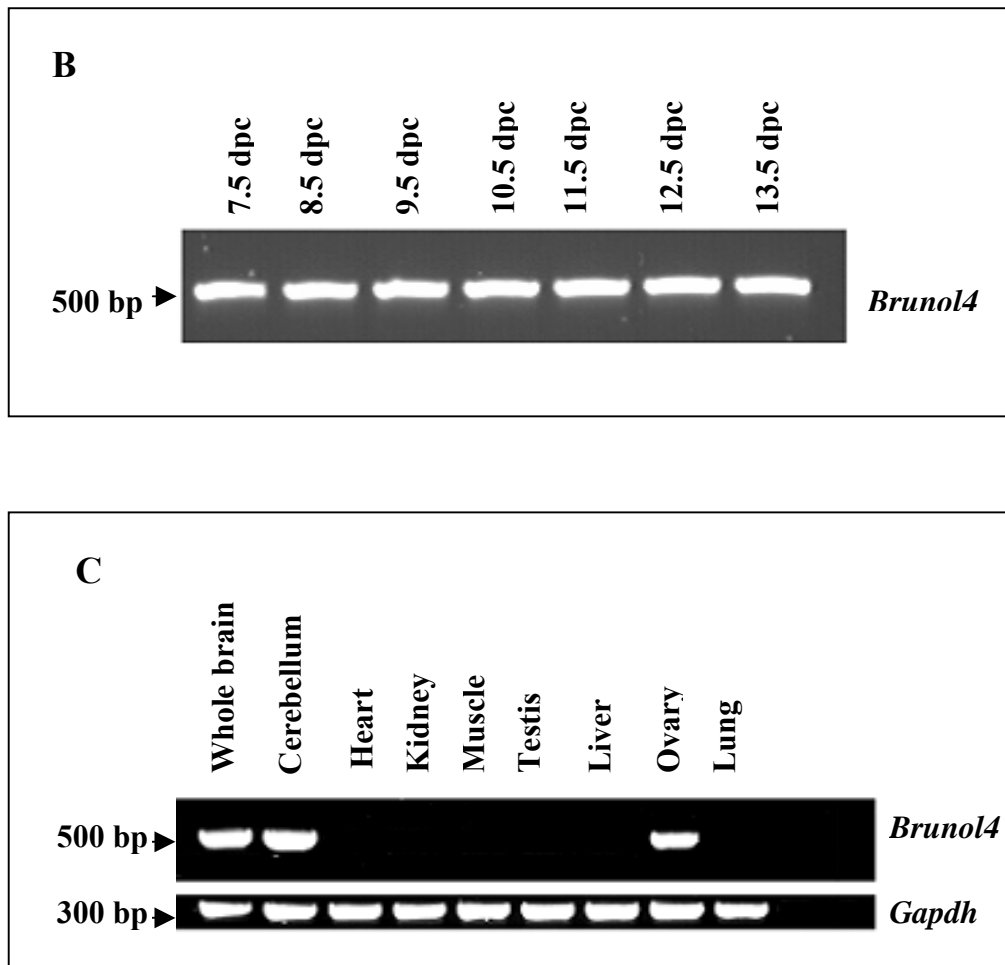 B
7.5 dpc
8.5 dpc
9.5 dpc
10.5 dpc
11.5 dpc
12.5 dpc
13.5 dpc
500 bp
Brunol4
C
Whole brain
Cerebellum
Heart
Kidney
Muscle
Testis
Liver
Ovary
Lung
500 bp
Brunol4
300 bp
Gapdh